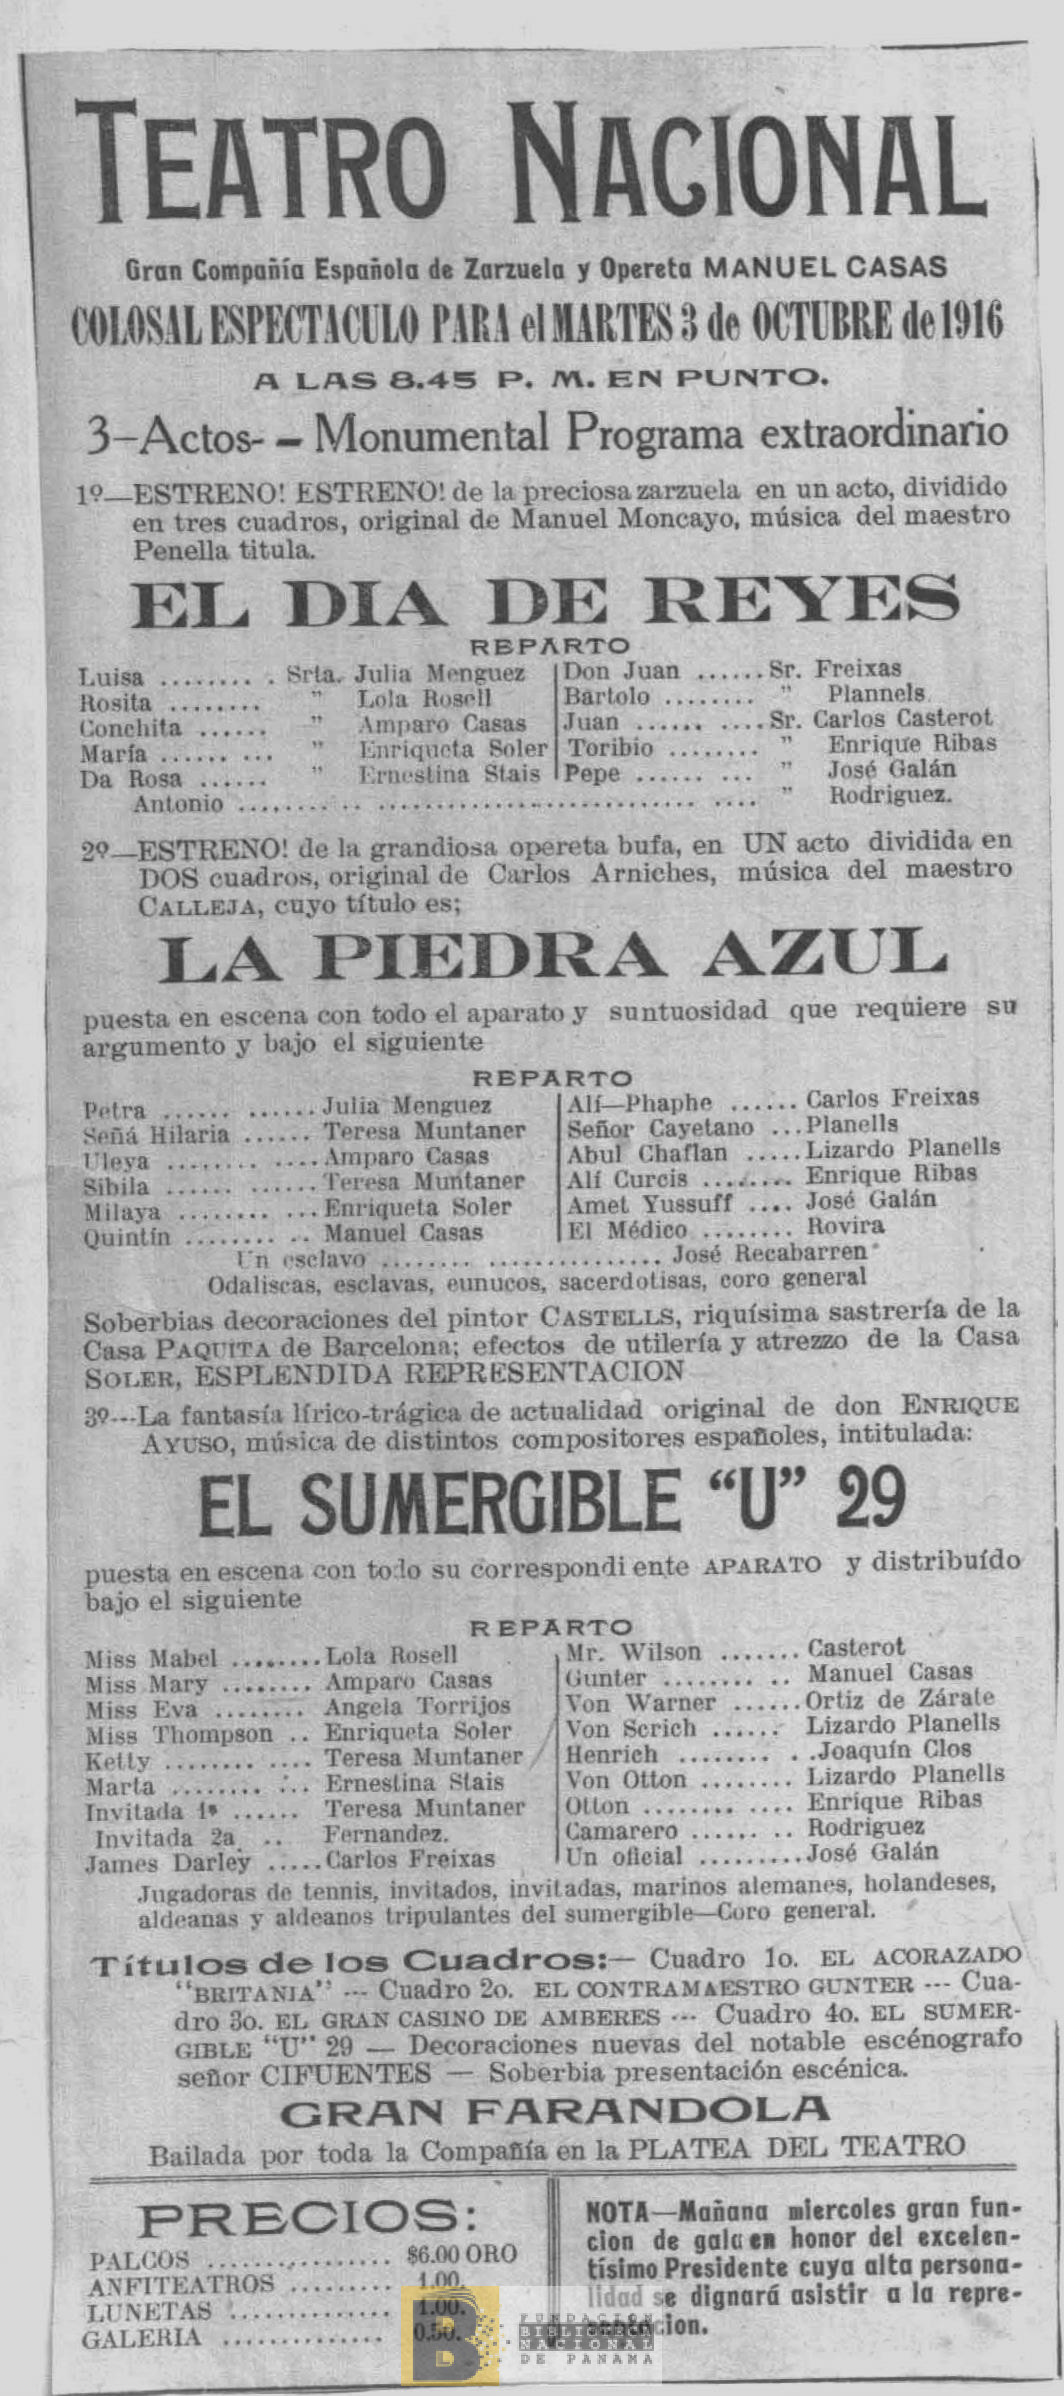 TEATRO NACIONAL
Gran Compañía Española de Zarzuela y Opereta MANUEL CASAS
COLOSAL ESPECTACULO PARA el MARTES 3 de OCTUBRE de 1916
A LAS 8.45 P. M. EN PUNTO.
3–Actos- – Monumental Programa extraordinario
1º—ESTRENO! ESTRENO! de la preciosa zarzuela en un acto, dividido
en tres cuadros, original de Manuel Moncayo, música del maestro
Penella titula.
EL DIA DE REYES
REPARTO
Luisa ........ . Srta. Julia Menguez
Rosita ........ " Lola Rosell
Conchita ...... " Amparo Casas
María ...... ... " Enriqueta Soler
Da Rosa ...... " Ernestina Stais
Don Juan ...... Sr. Freixas
Bartolo ........ " Plannels
Juan ...... .... Sr. Carlos Casterot
Toribio ........ " Enrique Ribas
Pepe ...... ... " José Galán
Antonio ........ .. .............................. .... " Rodriguez.
2º—ESTRENO! de la grandiosa opereta bufa, en UN acto dividida en
DOS cuadros, original de Carlos Arniches, música del maestro
CALLEJA, cuyo título es;
LA PIEDRA AZUL
puesta en escena con todo el aparato y suntuosidad que requiere su
argumento y bajo el siguiente
REPARTO
Petra ...... ...... Julia Menguez
Señá Hilaria ...... Teresa Muntaner
Uleya ........ .... Amparo Casas
Sibila ...... ...... Teresa Muntaner
Milaya ........ ... Enriqueta Soler
Quintín ........ .. Manuel Casas
Alí—Phaphe ...... Carlos Freixas
Señor Cayetano ... Planells
Abul Chaflan ..... Lizardo Planells
Alí Curcis ........ Enrique Ribas
Amet Yussuff .... José Galán
El Médico ........ Rovira
Un esclavo ........ ................ José Recabarren
Odaliscas, esclavas, eunucos, sacerdotisas, coro general
Soberbias decoraciones del pintor CASTELLS, riquísima sastrería de la
Casa PAQUITA de Barcelona; efectos de utilería y atrezzo de la Casa
SOLER, ESPLENDIDA REPRESENTACION
3º---La fantasía lírico-trágica de actualidad original de don ENRIQUE
AYUSO, música de distintos compositores españoles, intitulada:
EL SUMERGIBLE “U” 29
puesta en escena con todo su correspondi ente APARATO y distribuído
bajo el siguiente
REPARTO
Miss Mabel ........ Lola Rosell
Miss Mary ........ Amparo Casas
Miss Eva ........ Angela Torrijos
Miss Thompson .. Enriqueta Soler
Ketty ........ .... Teresa Muntaner
Marta ........ ... Ernestina Stais
Invitada 1ª ...... Teresa Muntaner
Invitada 2a. .. Fernandez.
James Darley ..... Carlos Freixas
Mr. Wilson ....... Casterot
Gunter ........ .. Manuel Casas
Von Warner ...... Ortiz de Zárate
Von Scrich ...... Lizardo Planells
Henrich ........ . . Joaquín Clos
Von Otton ........ Lizardo Planells
Otton ........ .... Enrique Ribas
Camarero ...... .. Rodriguez
Un oficial ......... José Galán
Jugadoras de tennis, invitados, invitadas, marinos alemanes, holandeses,
aldeanas y aldeanos tripulantes del sumergible—Coro general.
Títulos de los Cuadros:— Cuadro 1o. EL ACORAZADO
"BRITANIA" --- Cuadro 2o. EL CONTRAMAESTRO GUNTER --- Cua-
dro 3o. EL GRAN CASINO DE AMBERES --- Cuadro 4o. EL SUMER-
GIBLE "U" 29 — Decoraciones nuevas del notable escénografo
señor CIFUENTES — Soberbia presentación escénica.
GRAN FARANDOLA
Bailada por toda la Compañía en la PLATEA DEL TEATRO
PRECIOS:
PALCOS ................ $6.00 ORO
ANFITEATROS ......... 1.00.
LUNETAS .............. 1.00.
GALERIA .............. 0.50.
NOTA—Mañana miercoles gran fun-
cion de gala en honor del excelen-
tísimo Presidente cuya alta persona-
lidad se dignará asistir a la repre-
sentacion.
B
FUNDACION
BIBLIOTECA
NACIONAL
DE PANAMA